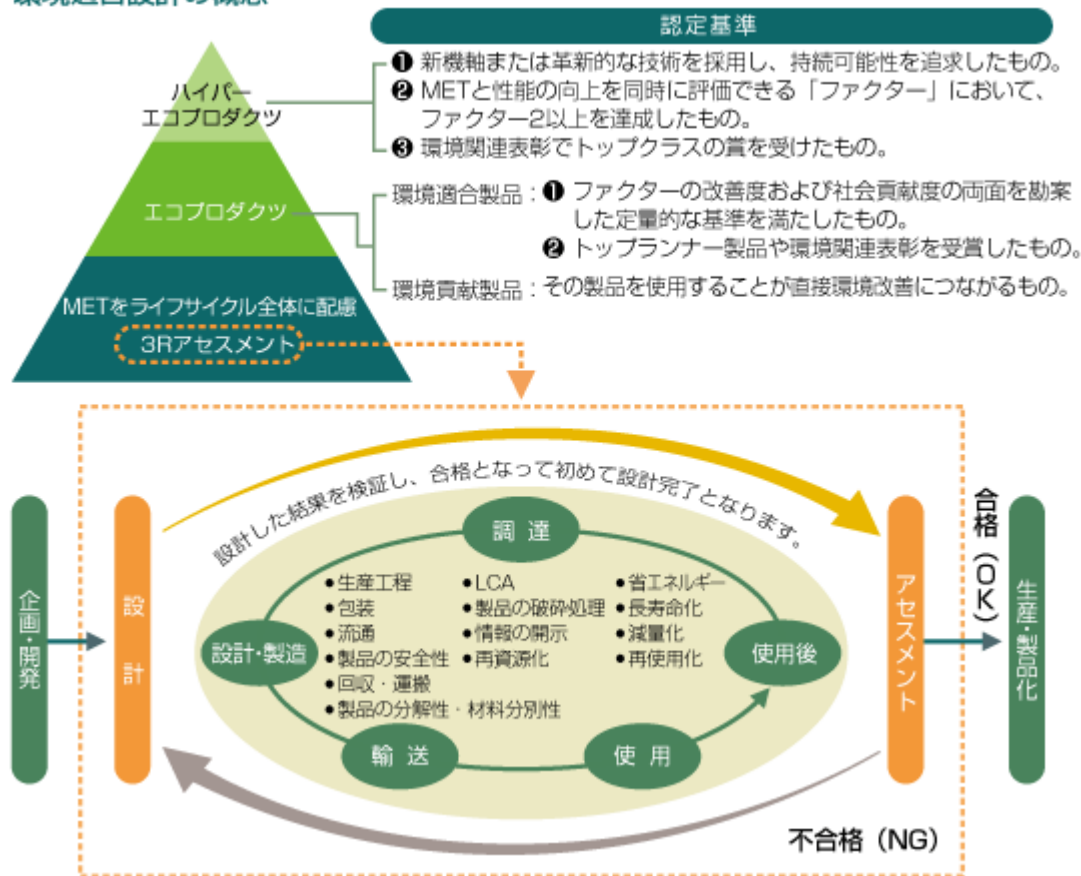 環境適合設計の概念
認定基準
ハイパー
エコプロダクツ
❶ 新機軸または革新的な技術を採用し、持続可能性を追求したもの。
❷ METと性能の向上を同時に評価できる「ファクター」において、
ファクター2以上を達成したもの。
❸ 環境関連表彰でトップクラスの賞を受けたもの。
エコプロダクツ
環境適合製品：❶ ファクターの改善度および社会貢献度の両面を勘案
した定量的な基準を満たしたもの。
❷ トップランナー製品や環境関連表彰を受賞したもの。
環境貢献製品：その製品を使用することが直接環境改善につながるもの。
METをライフサイクル全体に配慮
3Rアセスメント
設計した結果を検証し、合格となって初めて設計完了となります。
企画・開発
設計
調達
設計・製造
輸送
使用
使用後
●生産工程
●包装
●流通
●製品の安全性
●回収・運搬
●製品の分解性・材料分別性
●LCA
●製品の破砕処理
●情報の開示
●再資源化
●省エネルギー
●長寿命化
●減量化
●再使用化
アセスメント
合格（OK）
生産・製品化
不合格（NG）